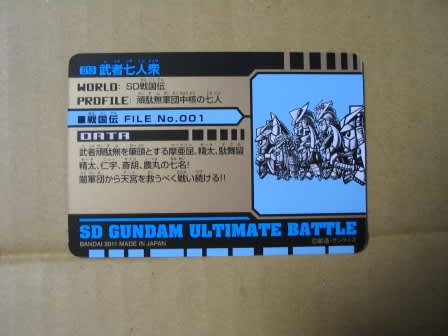 013 武者七人衆
WORLD: SD戦国伝
PROFILE: 頑駄無軍団中核の七人
■戦国伝 FILE No.001
DATA
武者頑駄無を筆頭とする摩亜屈、精太、駄舞留
精太、仁宇、斎胡、農丸の七名!
闇軍団から天宮を救うべく戦い続ける!!
SD GUNDAM ULTIMATE BATTLE
BANDAI 2011 MADE IN JAPAN
©創通・サンライズ